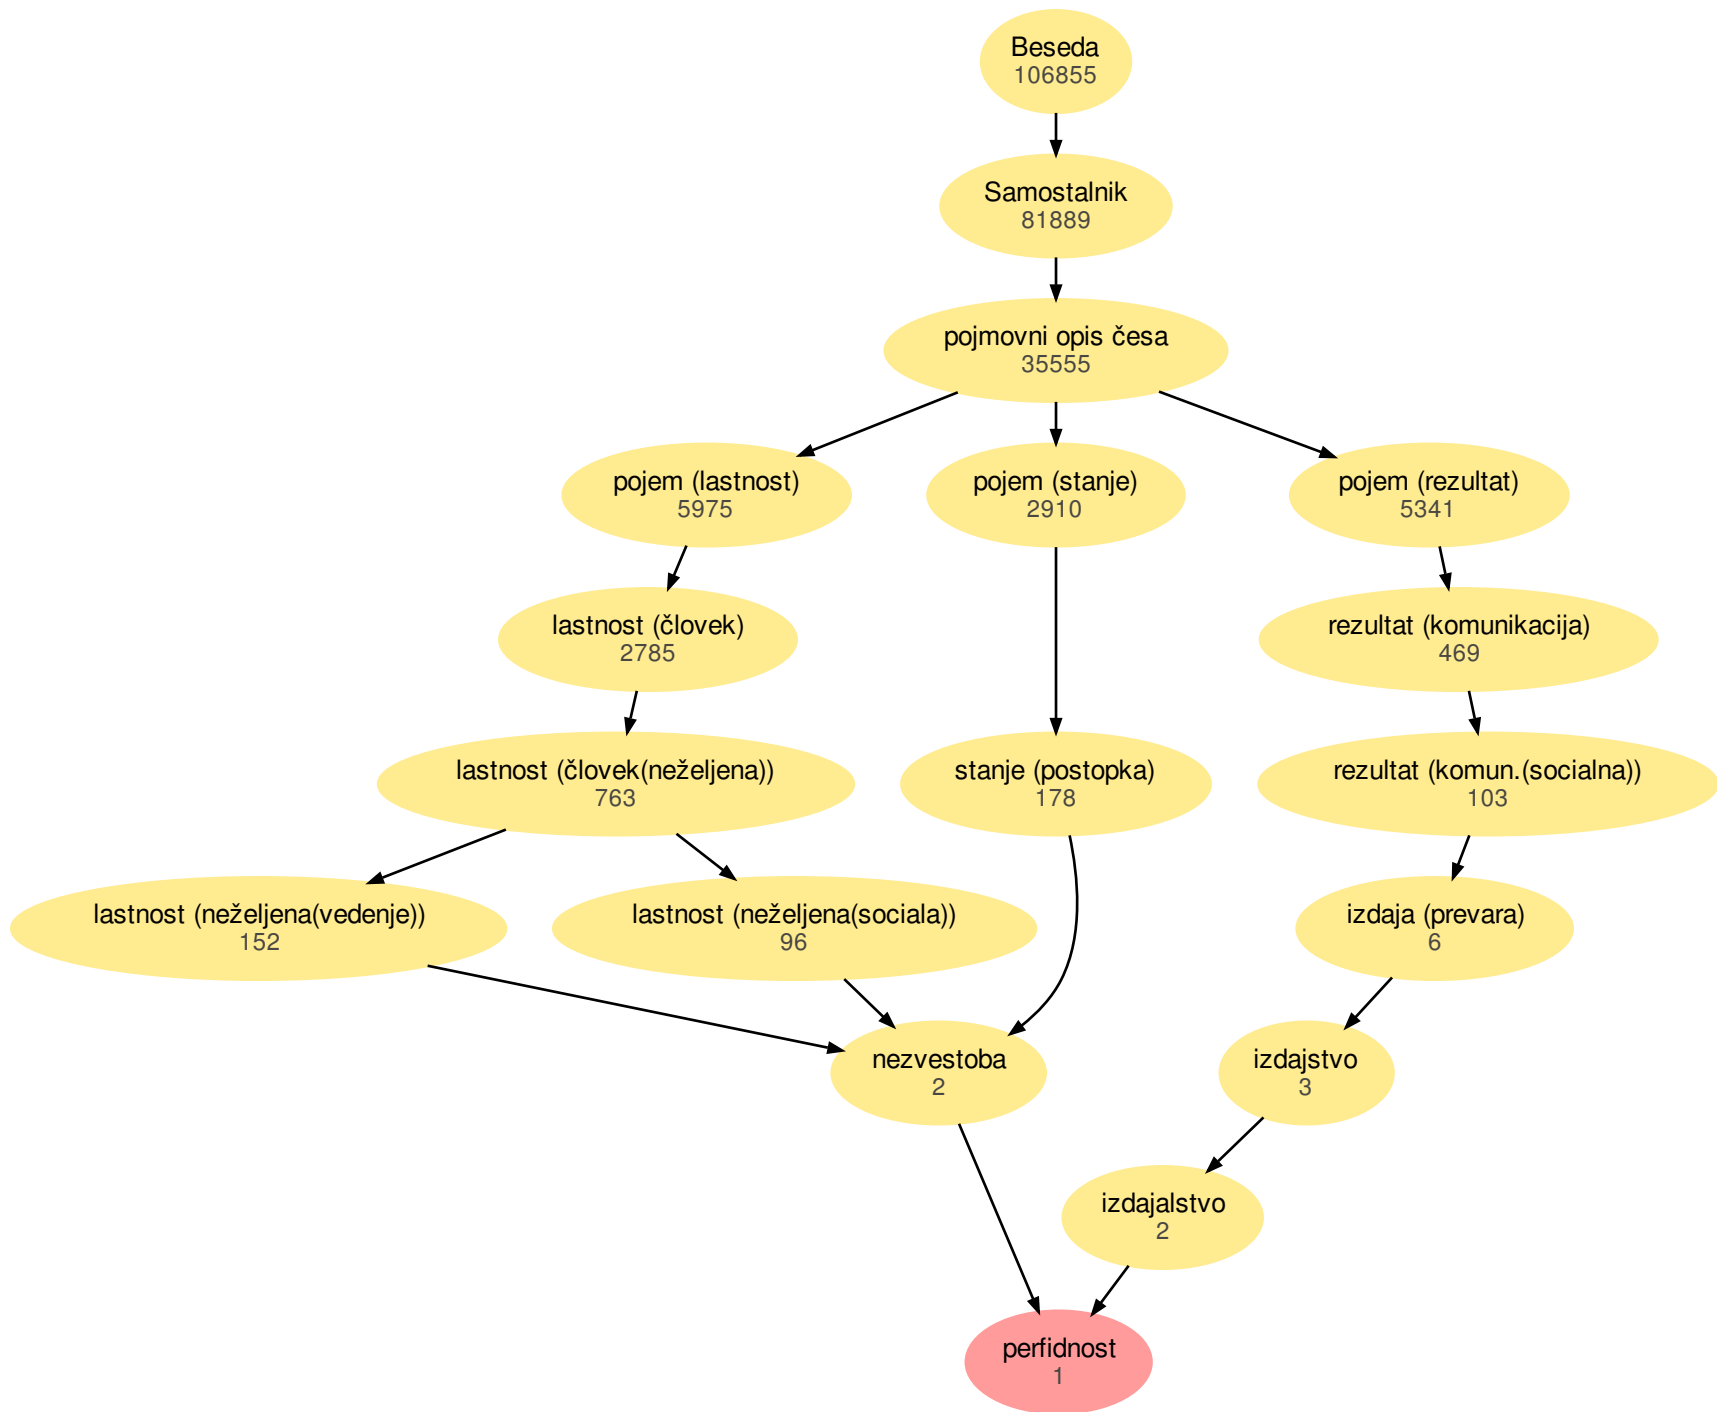 Beseda
106855
Samostalnik
81889
pojmovni opis česa
35555
pojem (lastnost)
5975
pojem (stanje)
2910
pojem (rezultat)
5341
lastnost (človek)
2785
rezultat (komunikacija)
469
lastnost (človek(neželjena))
763
stanje (postopka)
178
rezultat (komun.(socialna))
103
lastnost (neželjena(vedenje))
152
lastnost (neželjena(sociala))
96
izdaja (prevara)
6
nezvestoba
2
izdajstvo
3
izdajalstvo
2
perfidnost
1